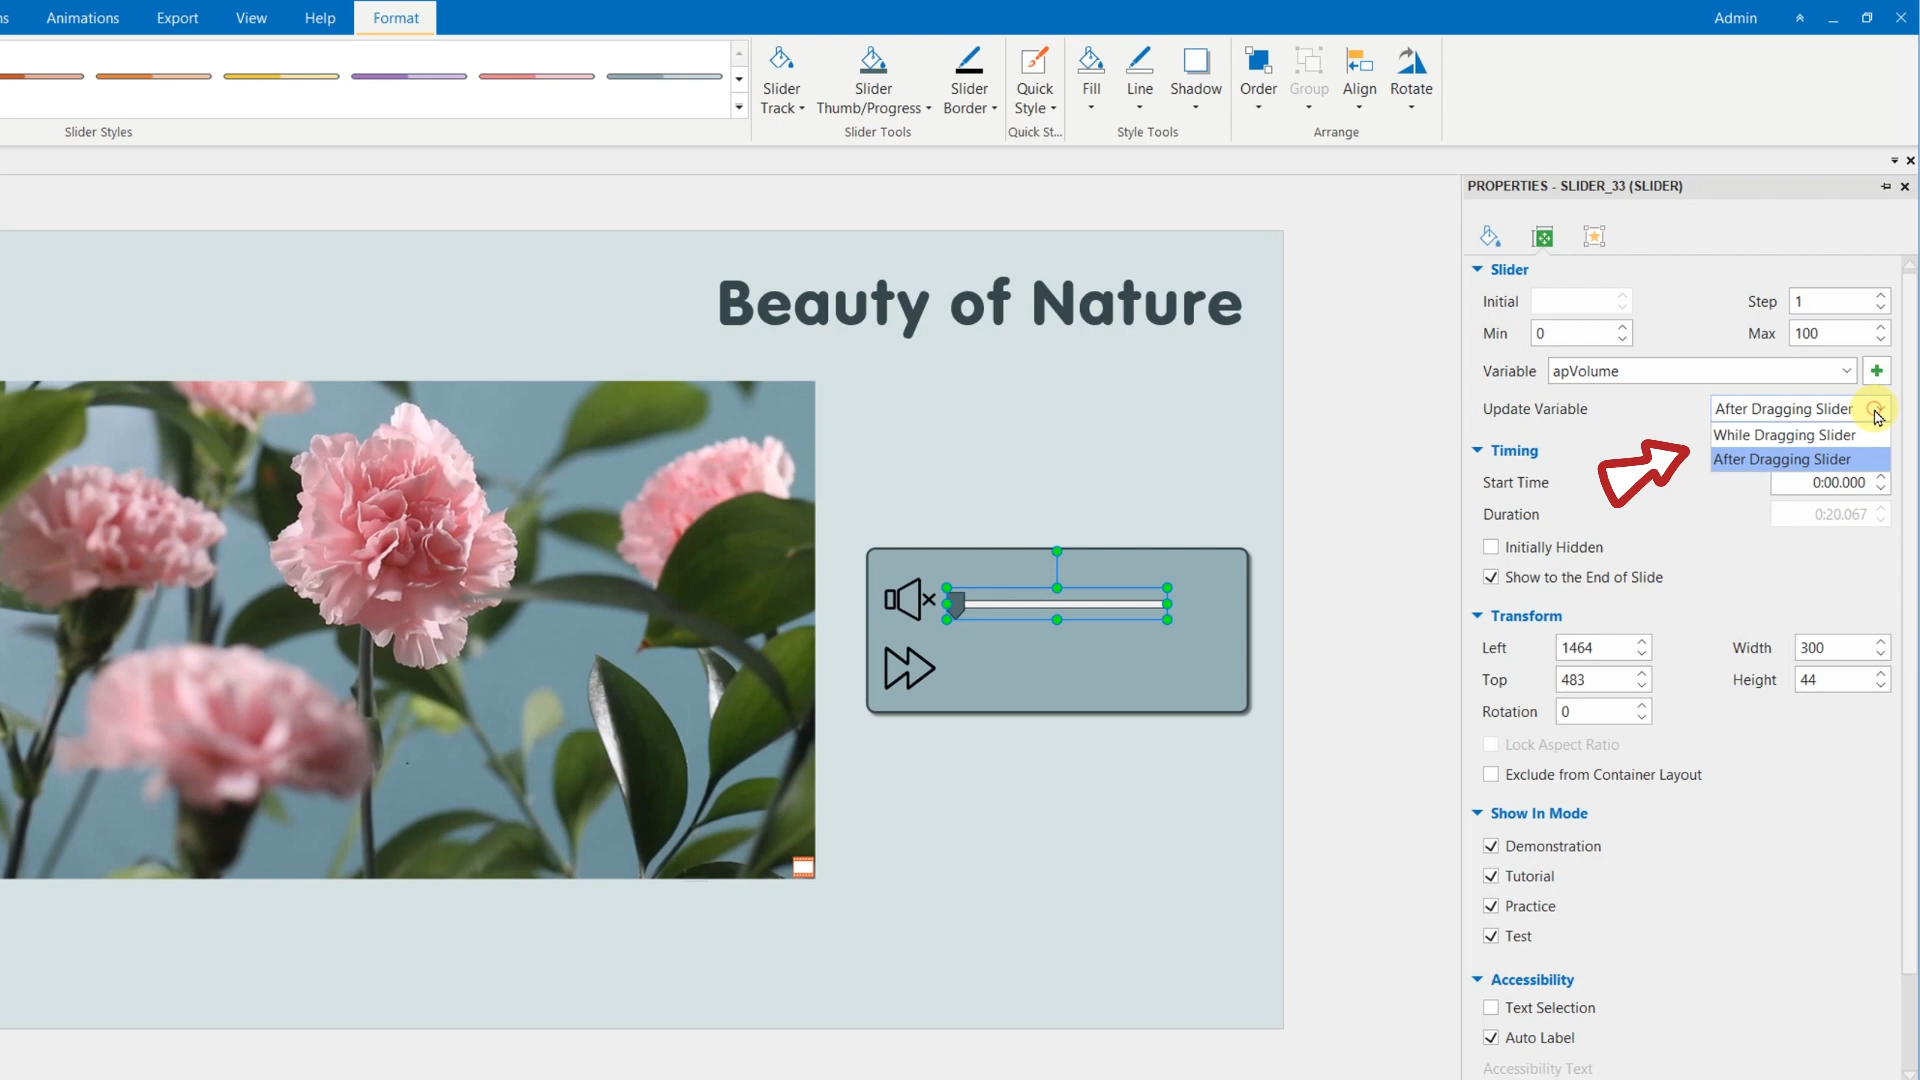 ns Animations Export View Help Format Admin
Slider Track
Slider Thumb/Progress
Slider Border
Quick Style
Fill
Line
Shadow
Order
Group
Align
Rotate
Slider Styles
Slider Tools
Quick St...
Style Tools
Arrange
PROPERTIES - SLIDER_33 (SLIDER)
Beauty of Nature
Slider
Initial
Step 1
Min 0
Max 100
Variable apVolume
Update Variable After Dragging Slider
While Dragging Slider
After Dragging Slider
Timing
Start Time 0:00.000
Duration 0:20.067
Initially Hidden
Show to the End of Slide
Transform
Left 1464
Width 300
Top 483
Height 44
Rotation 0
Lock Aspect Ratio
Exclude from Container Layout
Show In Mode
Demonstration
Tutorial
Practice
Test
Accessibility
Text Selection
Auto Label
Accessibility Text